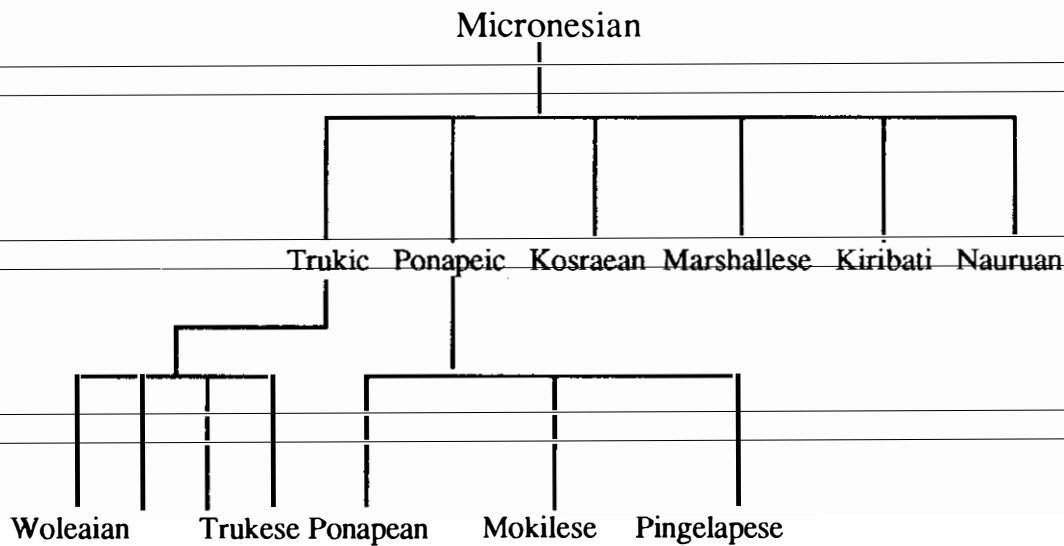 Micronesian
Trukic Ponapeic Kosraean Marshallese Kiribati Nauruan
Woleaian Trukese Ponapean Mokilese Pingelapese